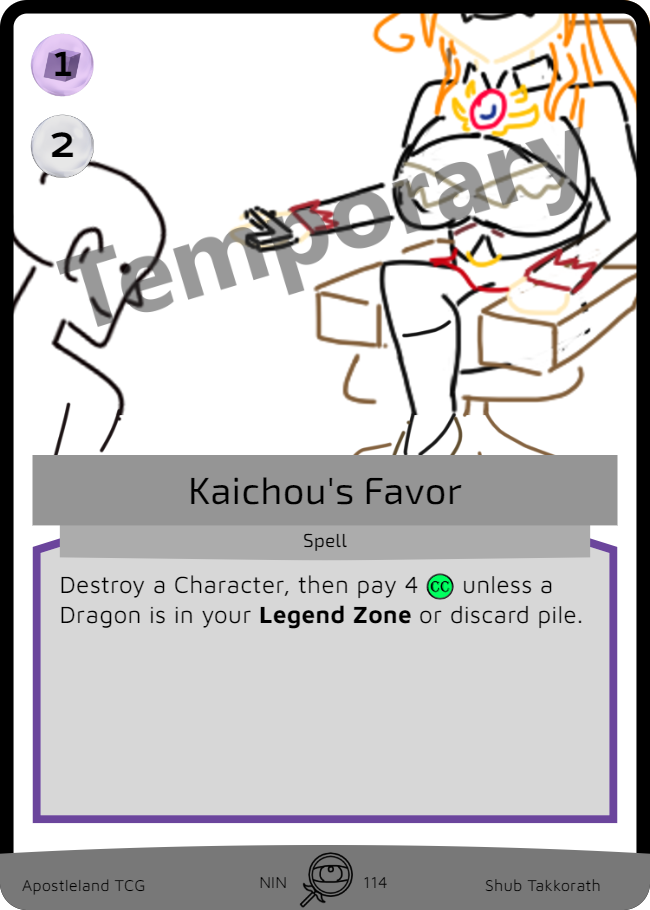 1
2
Temporary
Kaichou's Favor
Spell
Destroy a Character, then pay 4 CC unless a
Dragon is in your Legend Zone or discard pile.
Apostleland TCG NIN 114 Shub Takkorath